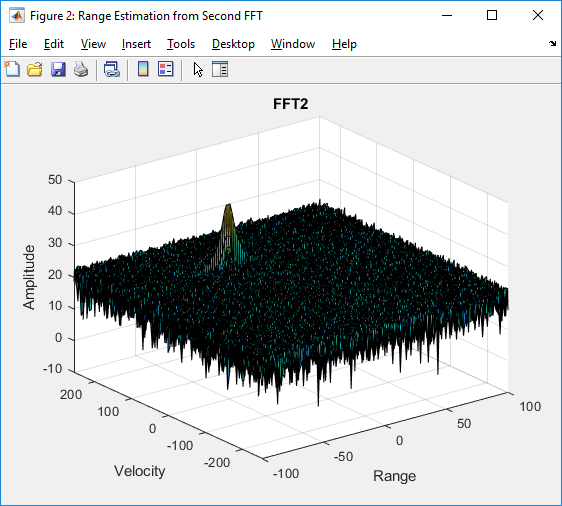 Figure 2: Range Estimation from Second FFT
File Edit View Insert Tools Desktop Window Help
FFT2
50
40
30
20
10
0
-10
Amplitude
200
100
0
-100
-200
Velocity
-100
-50
0
50
100
Range